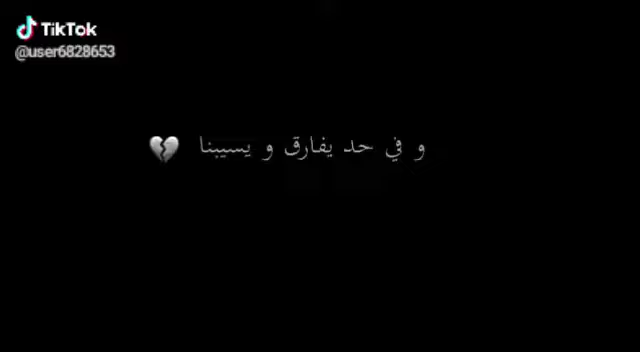 TikTok
@user6828653
و في حد يفارق و يسيبنا 💔